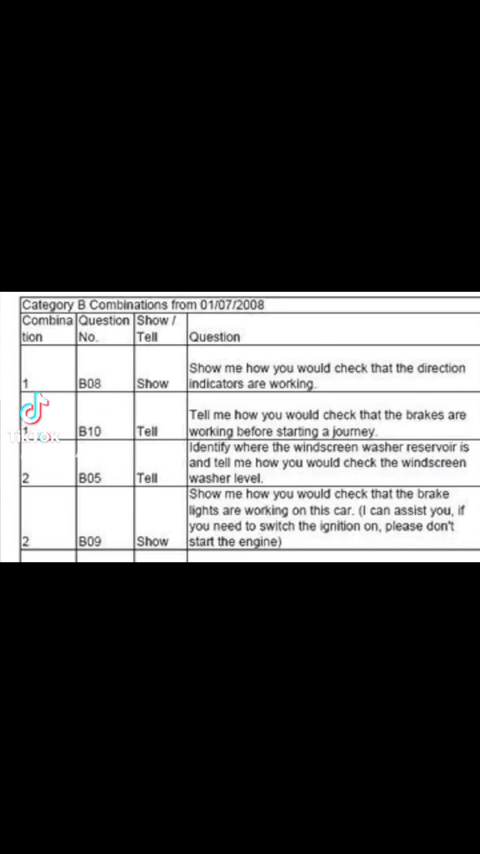 Category B Combinations from 01/07/2008
Combina Question Show /
tion No. Tell Question
Show me how you would check that the direction
1 B08 Show indicators are working.
Tell me how you would check that the brakes are
1 B10 Tell working before starting a journey.
Identify where the windscreen washer reservoir is
and tell me how you would check the windscreen
2 B05 Tell washer level.
Show me how you would check that the brake
lights are working on this car. (I can assist you, if
you need to switch the ignition on, please don't
2 B09 Show start the engine)
TikTok